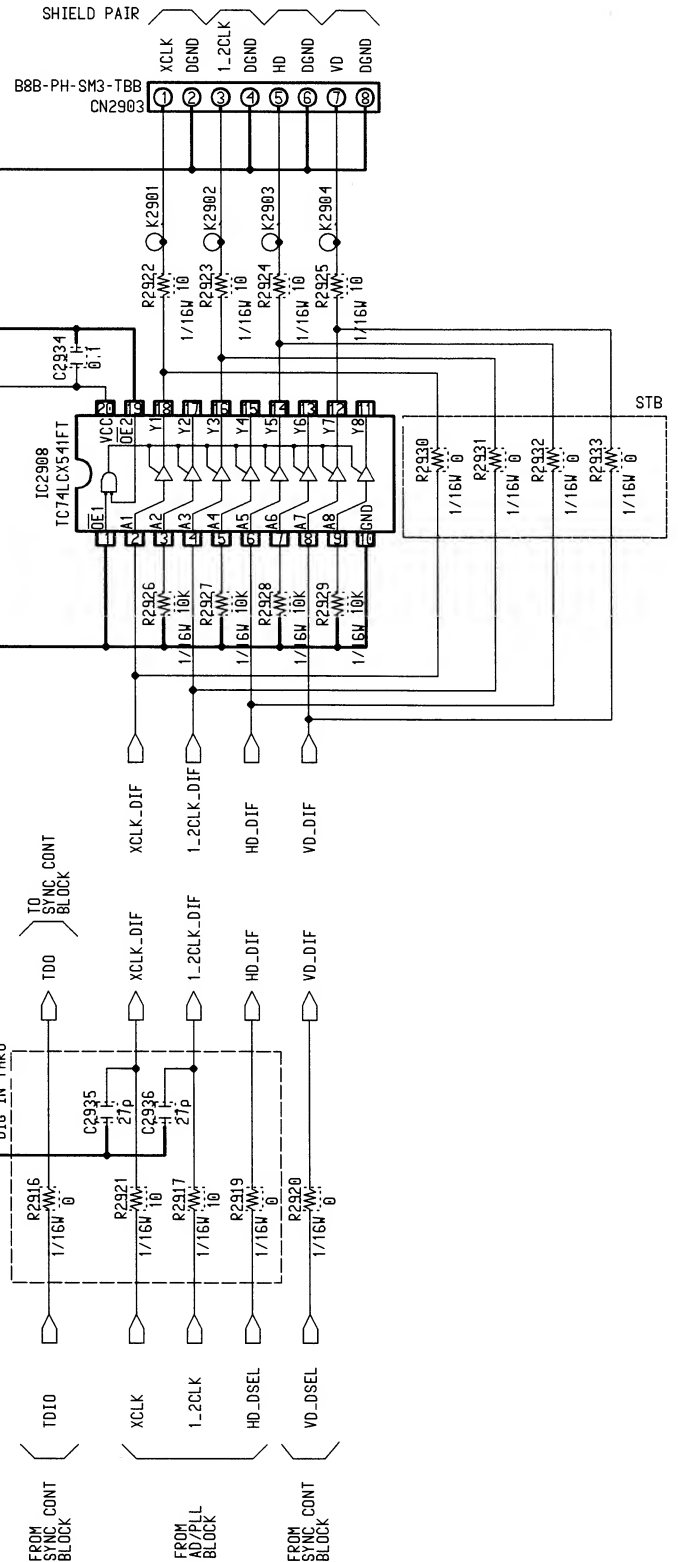 SHIELD PAIR
XCLK
DGND
1_2CLK
DGND
HD
DGND
VD
DGND
B8B-PH-SM3-TBB
CN2903
1 2 3 4 5 6 7 8
K2901
K2902
K2903
K2904
R2922
1/16W 10
R2923
1/16W 10
R2924
1/16W 10
R2925
1/16W 10
C2934
0.1
20 19 18 17 16 15 14 13 12 11
VCC
OE2
Y1
Y2
Y3
Y4
Y5
Y6
Y7
Y8
IC2908
TC74LCX541FT
OE1
A1
A2
A3
A4
A5
A6
A7
A8
GND
1 2 3 4 5 6 7 8 9 10
STB
R2930
1/16W 0
R2931
1/16W 0
R2932
1/16W 0
R2933
1/16W 0
R2926
1/16W 10K
R2927
1/16W 10K
R2928
1/16W 10K
R2929
1/16W 10K
XCLK_DIF
1_2CLK_DIF
HD_DIF
VD_DIF
TO
SYNC CONT
BLOCK
TDO
XCLK_DIF
1_2CLK_DIF
HD_DIF
VD_DIF
C2935
27p
C2936
27p
R2916
1/16W 0
R2921
1/16W 10
R2917
1/16W 10
R2919
1/16W 0
R2920
1/16W 0
TDIO
XCLK
1_2CLK
HD_DSEL
VD_DSEL
FROM
SYNC CONT
BLOCK
FROM
AD/PLL
BLOCK
FROM
SYNC CONT
BLOCK